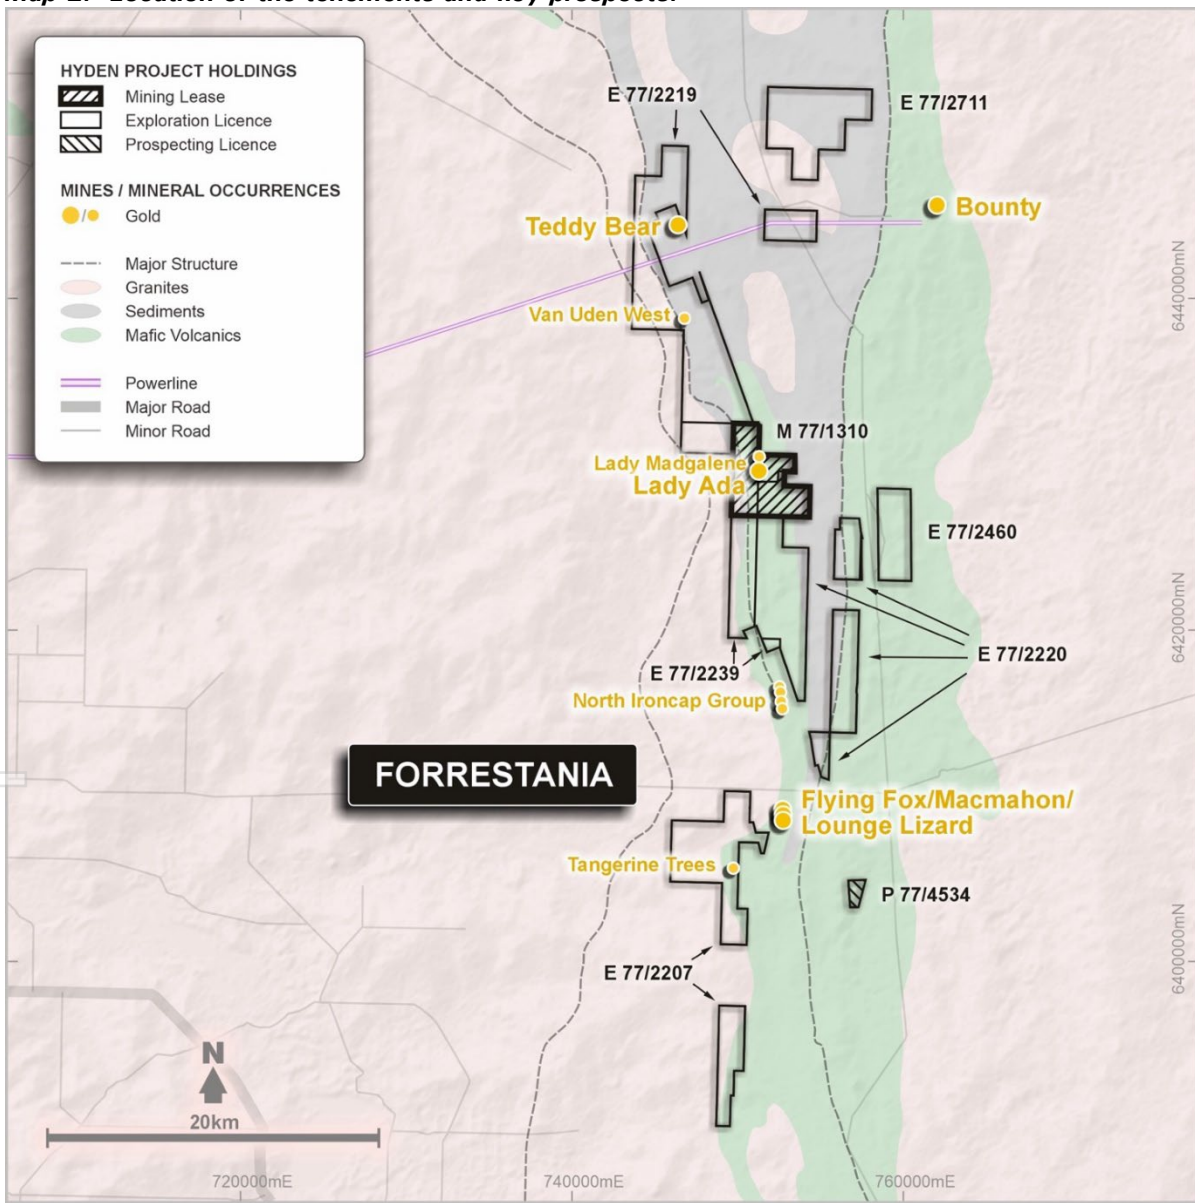 HYDEN PROJECT HOLDINGS
Mining Lease
Exploration Licence
Prospecting Licence
MINES / MINERAL OCCURRENCES
Gold
Major Structure
Granites
Sediments
Mafic Volcanics
Powerline
Major Road
Minor Road
E 77/2219
E 77/2711
Teddy Bear
Bounty
Van Uden West
6440000mN
M 77/1310
Lady Madgalene
Lady Ada
E 77/2460
6420000mN
E 77/2220
E 77/2239
North Ironcap Group
FORRESTANIA
Flying Fox/Macmahon/
Lounge Lizard
Tangerine Trees
P 77/4534
6400000mN
E 77/2207
N
20km
720000mE
740000mE
760000mE